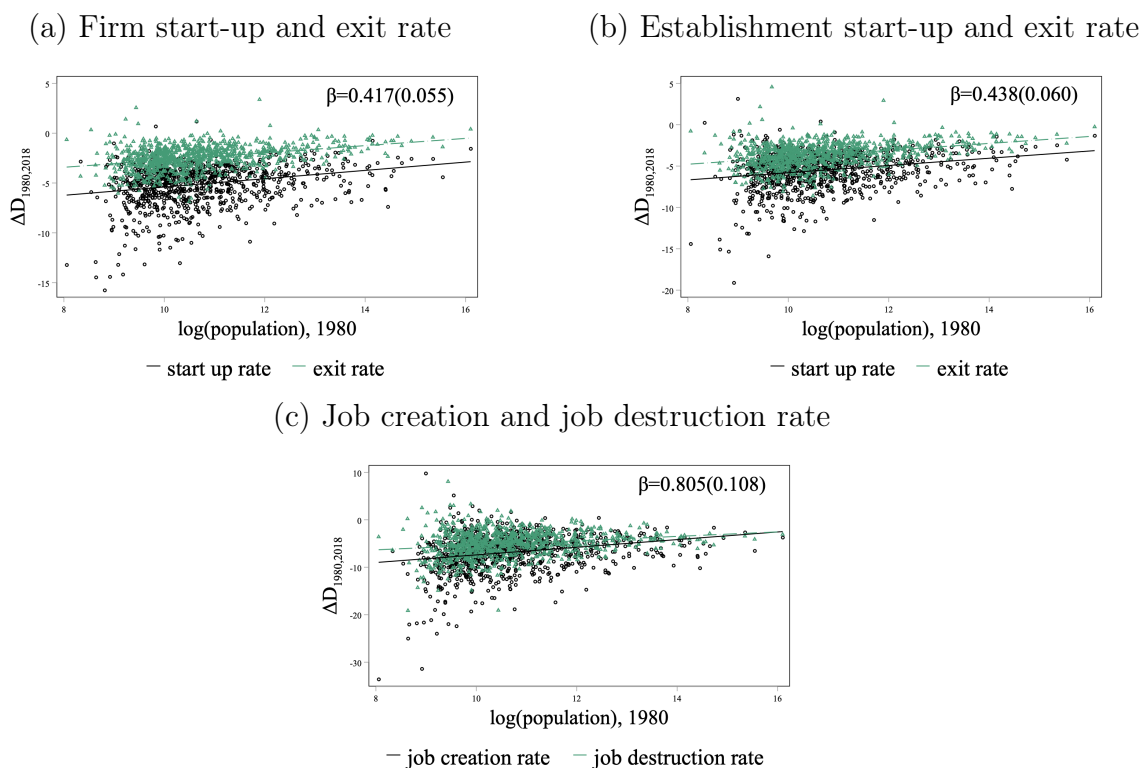 (a) Firm start-up and exit rate
5
0
-5
-10
-15
ΔD1980,2018
β=0.417(0.055)
8 10 12 14 16
log(population), 1980
start up rate exit rate
(b) Establishment start-up and exit rate
5
0
-5
-10
-15
-20
ΔD1980,2018
β=0.438(0.060)
8 10 12 14 16
log(population), 1980
start up rate exit rate
(c) Job creation and job destruction rate
10
0
-10
-20
-30
ΔD1980,2018
β=0.805(0.108)
8 10 12 14 16
log(population), 1980
job creation rate job destruction rate